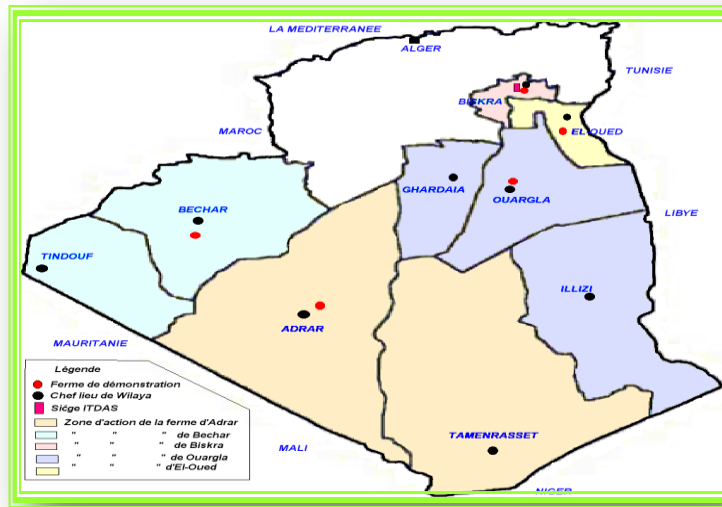 LA MEDITERRANEE
ALGER
TUNISIE
BISKRA
MAROC
EL OUED
GHARDAIA
OUARGLA
BECHAR
LIBYE
TINDOUF
ILLIZI
ADRAR
MAURITANIE
Légende
Ferme de démonstration
Chef lieu de Wilaya
Siége ITDAS
Zone d'action de la ferme d'Adrar
" " " de Bechar
" " " de Biskra
" " " de Ouargla
" " " d'El-Oued
MALI
TAMENRASSET
NIGER